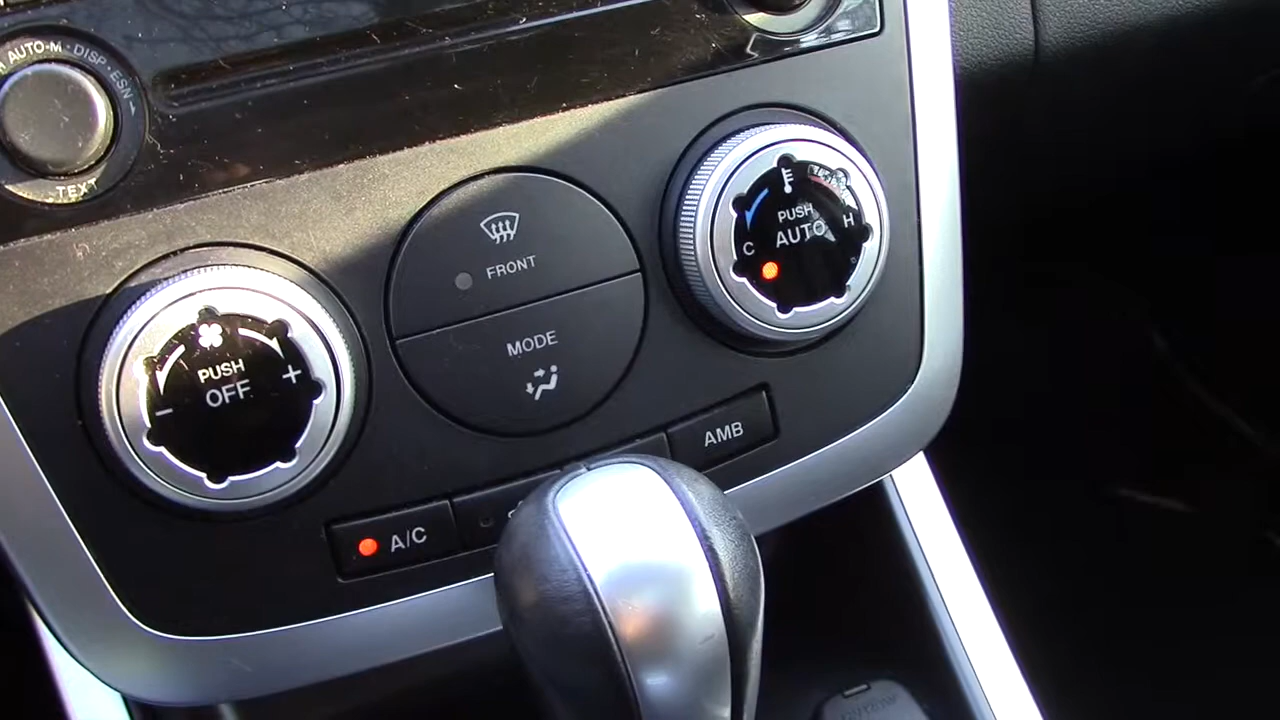 AUTO-M · DISP · ESN
TEXT
FRONT
MODE
PUSH
OFF
-
+
PUSH
AUTO
C
H
A/C
AMB